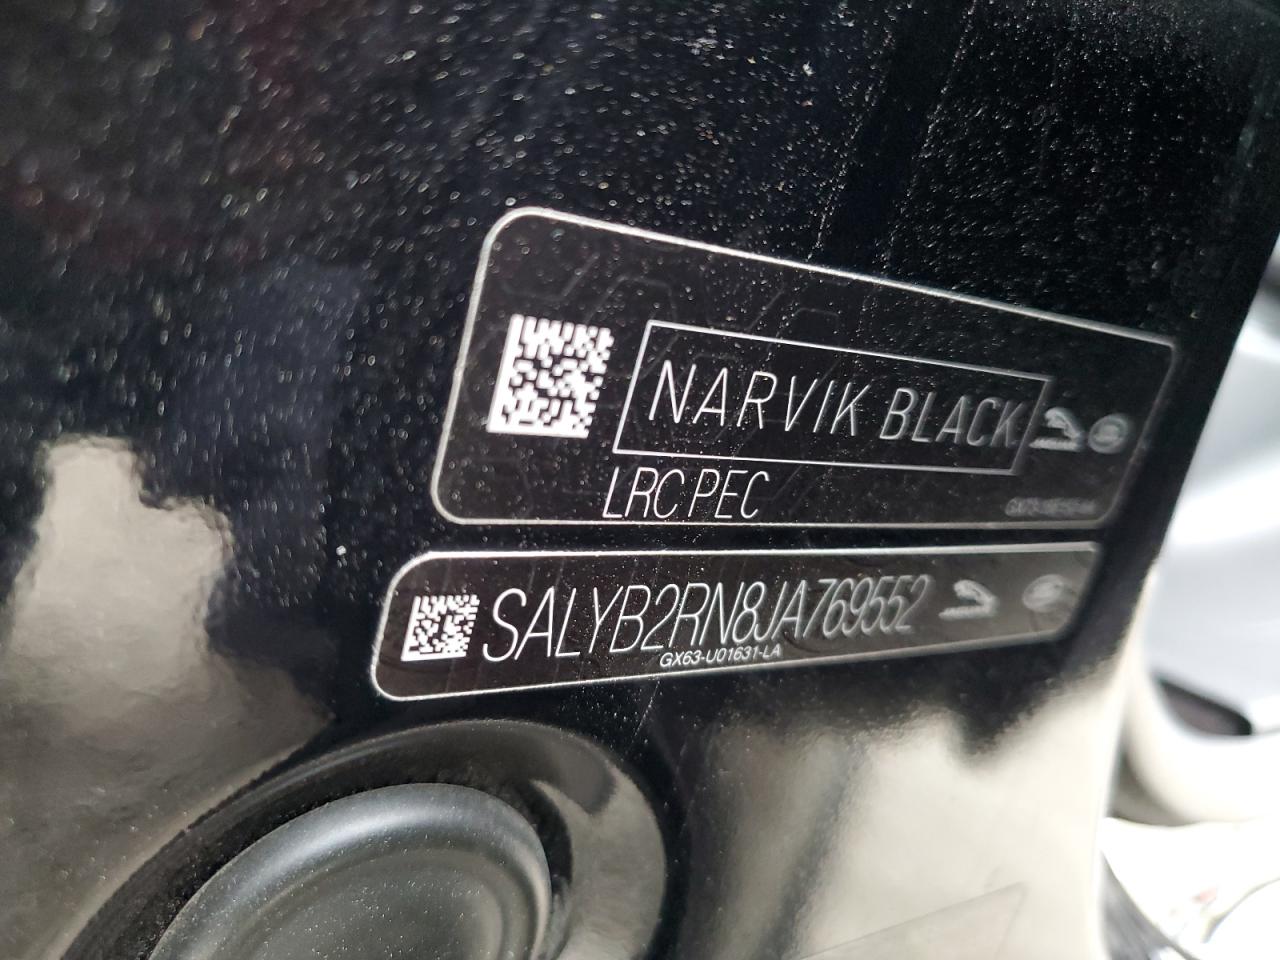 NARVIK BLACK
LRC PEC
SALYB2RN8JA769552
GX63-U01631-LA